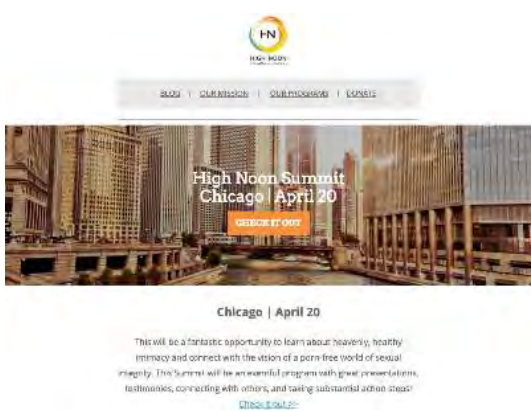 HN
HIGH NOON
BLOG | OUR MISSION | OUR PROGRAMS | DONATE
High Noon Summit
Chicago | April 20
CHECK IT OUT
Chicago | April 20
This will be a fantastic opportunity to learn about heavenly, healthy
intimacy and connect with the vision of a porn-free world of sexual
integrity. This Summit will be an eventful program with great presentations,
testimonies, connecting with others, and taking substantial action steps!
Check it out >>